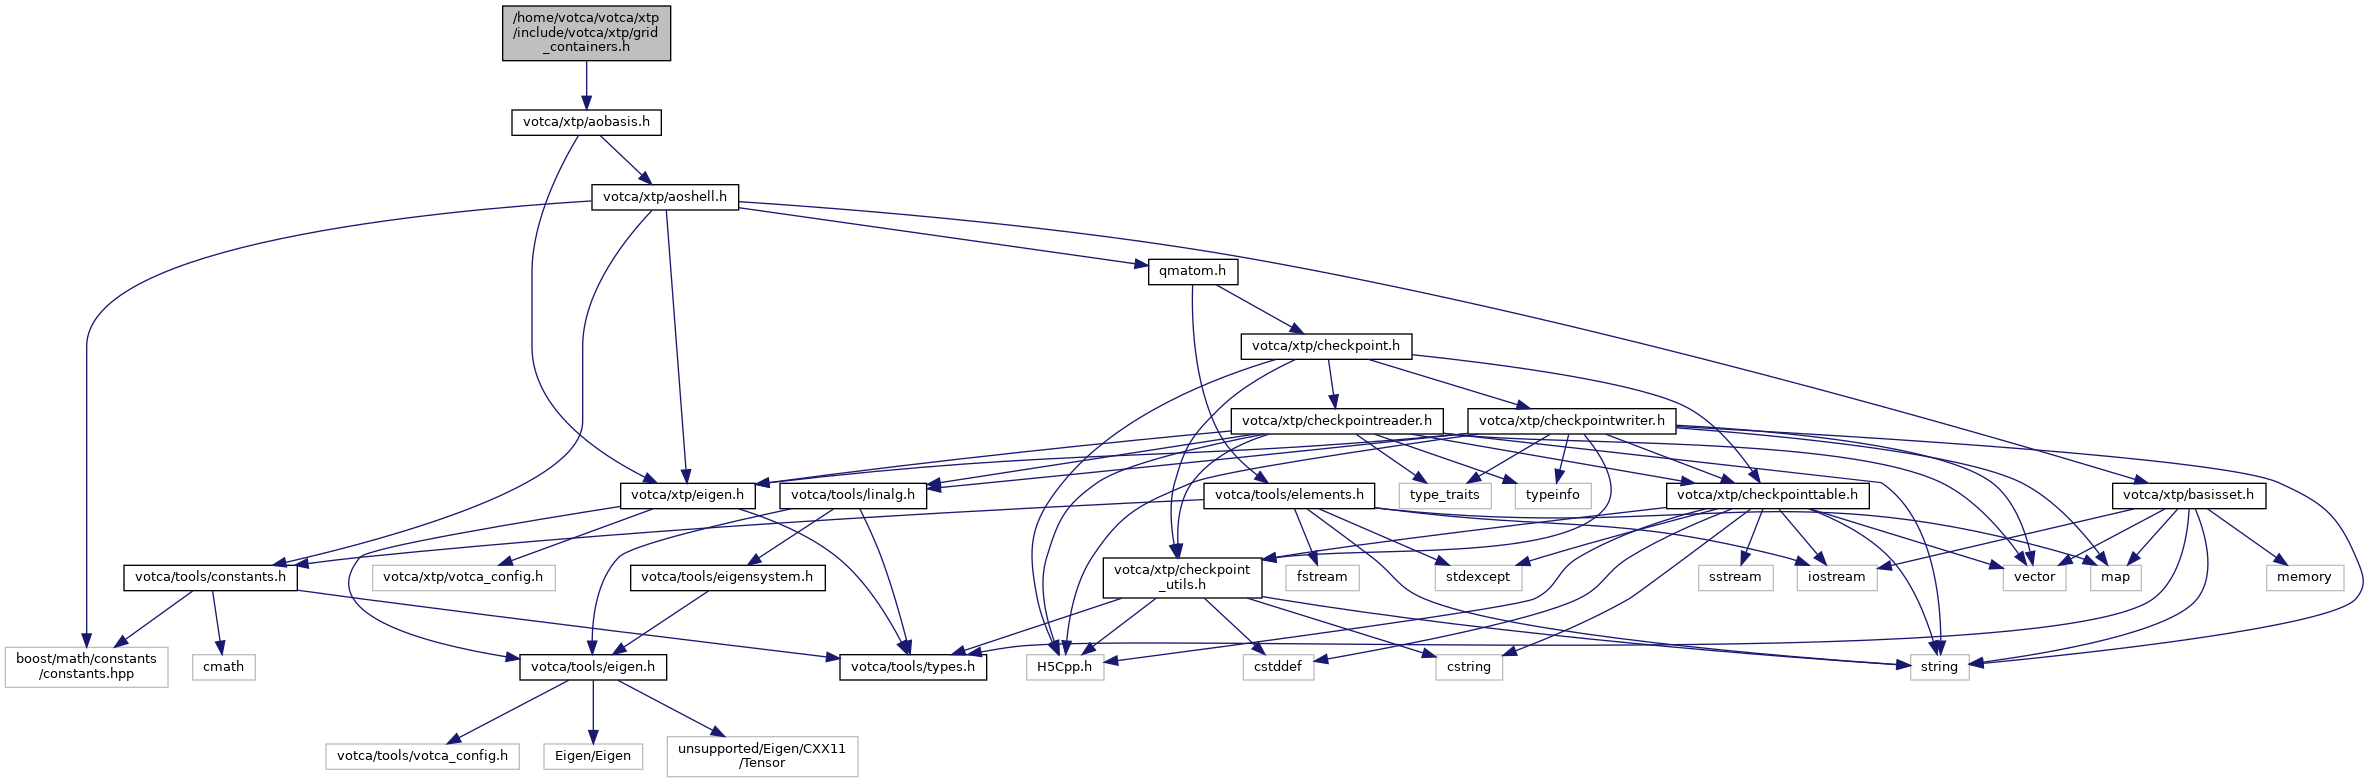 /home/votca/votca/xtp
/include/votca/xtp/grid
_containers.h
votca/xtp/aobasis.h
votca/xtp/aoshell.h
qmatom.h
votca/xtp/checkpoint.h
votca/xtp/checkpointreader.h
votca/xtp/checkpointwriter.h
votca/xtp/eigen.h
votca/tools/linalg.h
votca/tools/elements.h
type_traits
typeinfo
votca/xtp/checkpointtable.h
votca/xtp/basisset.h
votca/tools/constants.h
votca/xtp/votca_config.h
votca/tools/eigensystem.h
votca/xtp/checkpoint
_utils.h
fstream
stdexcept
sstream
iostream
vector
map
memory
boost/math/constants
/constants.hpp
cmath
votca/tools/eigen.h
votca/tools/types.h
H5Cpp.h
cstddef
cstring
string
votca/tools/votca_config.h
Eigen/Eigen
unsupported/Eigen/CXX11
/Tensor